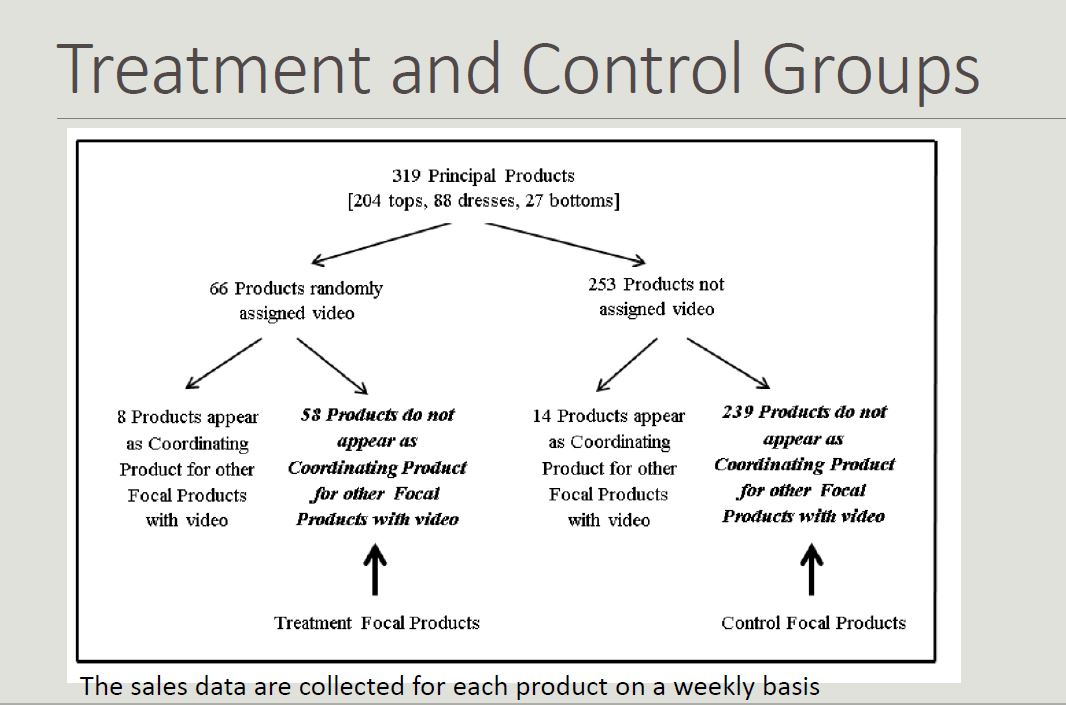 Treatment and Control Groups
319 Principal Products
[204 tops, 88 dresses, 27 bottoms]
66 Products randomly
assigned video
253 Products not
assigned video
8 Products appear
as Coordinating
Product for other
Focal Products
with video
58 Products do not
appear as
Coordinating Product
for other Focal
Products with video
14 Products appear
as Coordinating
Product for other
Focal Products
with video
239 Products do not
appear as
Coordinating Product
for other Focal
Products with video
Treatment Focal Products
Control Focal Products
The sales data are collected for each product on a weekly basis